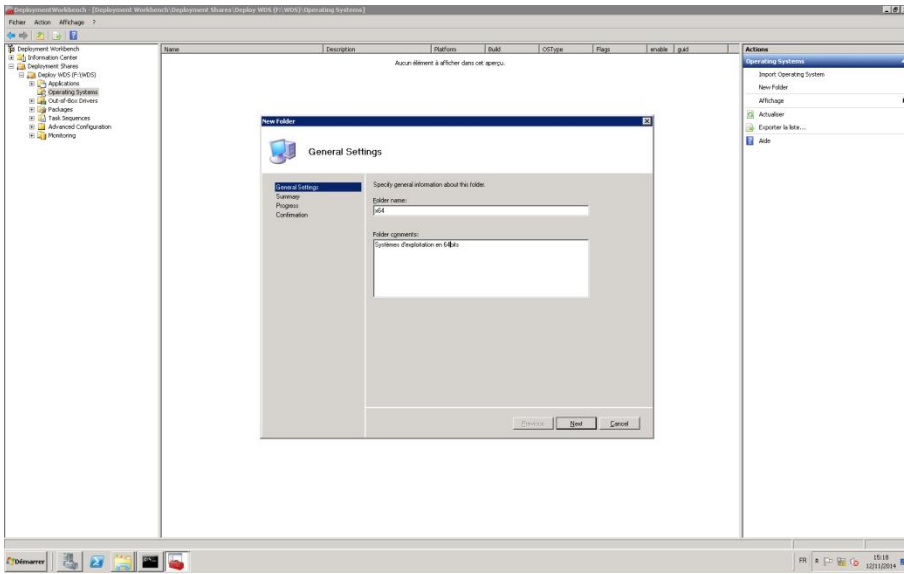 DeploymentWorkbench - [Deployment Workbench\Deployment Shares\Deploy WDS (F:\WDS)\Operating Systems]
Fichier Action Affichage ?
Deployment Workbench
Information Center
Deployment Shares
Deploy WDS (F:\WDS)
Applications
Operating Systems
Out-of-Box Drivers
Packages
Task Sequences
Advanced Configuration
Monitoring
Name Description Platform Build OSType Flags enable guid
Aucun élément à afficher dans cet aperçu.
New Folder
General Settings
General Settings
Summary
Progress
Confirmation
Specify general information about this folder.
Folder name:
x64
Folder comments:
Systèmes d'exploitation en 64bits
Previous Next Cancel
Actions
Operating Systems
Import Operating System
New Folder
Affichage
Actualiser
Exporter la liste...
Aide
Démarrer
FR
15:18
12/11/2014